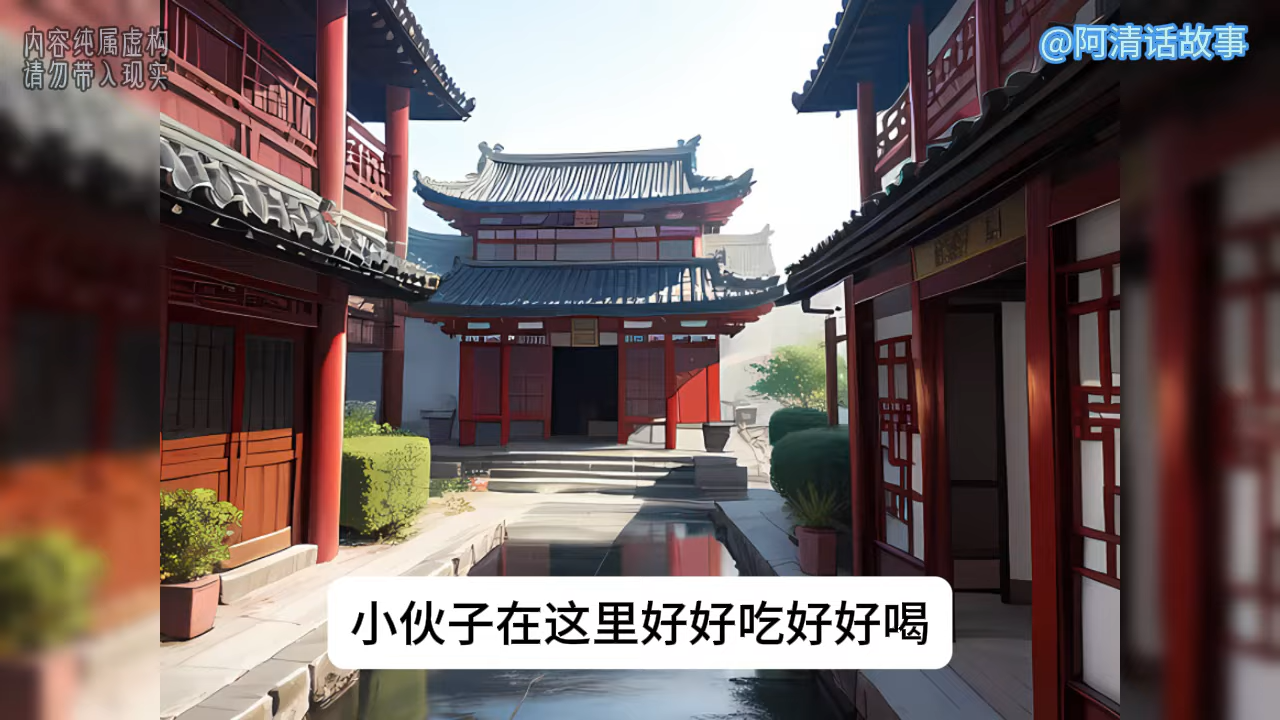 内容纯属虚构
请勿带入现实
@阿清话故事
小伙子在这里好好吃好好喝